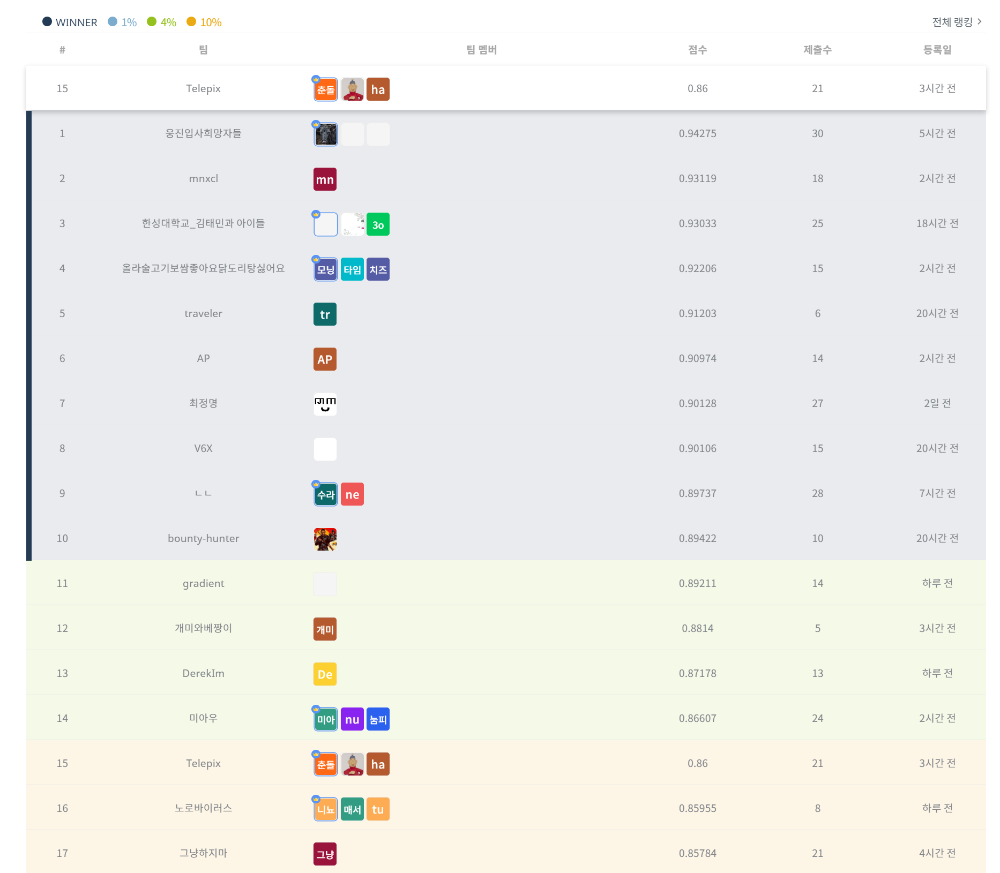 WINNER 1% 4% 10% 전체 랭킹 >
# 팀 팀 멤버 점수 제출수 등록일
15 Telepix 춘돌 ha 0.86 21 3시간 전
1 웅진입사희망자들 0.94275 30 5시간 전
2 mnxcl mn 0.93119 18 2시간 전
3 한성대학교_김태민과 아이들 3o 0.93033 25 18시간 전
4 올라술고기보쌈좋아요닭도리탕싫어요 모닝 타임 치즈 0.92206 15 2시간 전
5 traveler tr 0.91203 6 20시간 전
6 AP AP 0.90974 14 2시간 전
7 최정명 0.90128 27 2일 전
8 V6X 0.90106 15 20시간 전
9 ㄴㄴ 수라 ne 0.89737 28 7시간 전
10 bounty-hunter 0.89422 10 20시간 전
11 gradient 0.89211 14 하루 전
12 개미와베짱이 개미 0.8814 5 3시간 전
13 DerekIm De 0.87178 13 하루 전
14 미아우 미아 nu 눔피 0.86607 24 2시간 전
15 Telepix 춘돌 ha 0.86 21 3시간 전
16 노로바이러스 니뇨 매서 tu 0.85955 8 하루 전
17 그냥하지마 그냥 0.85784 21 4시간 전